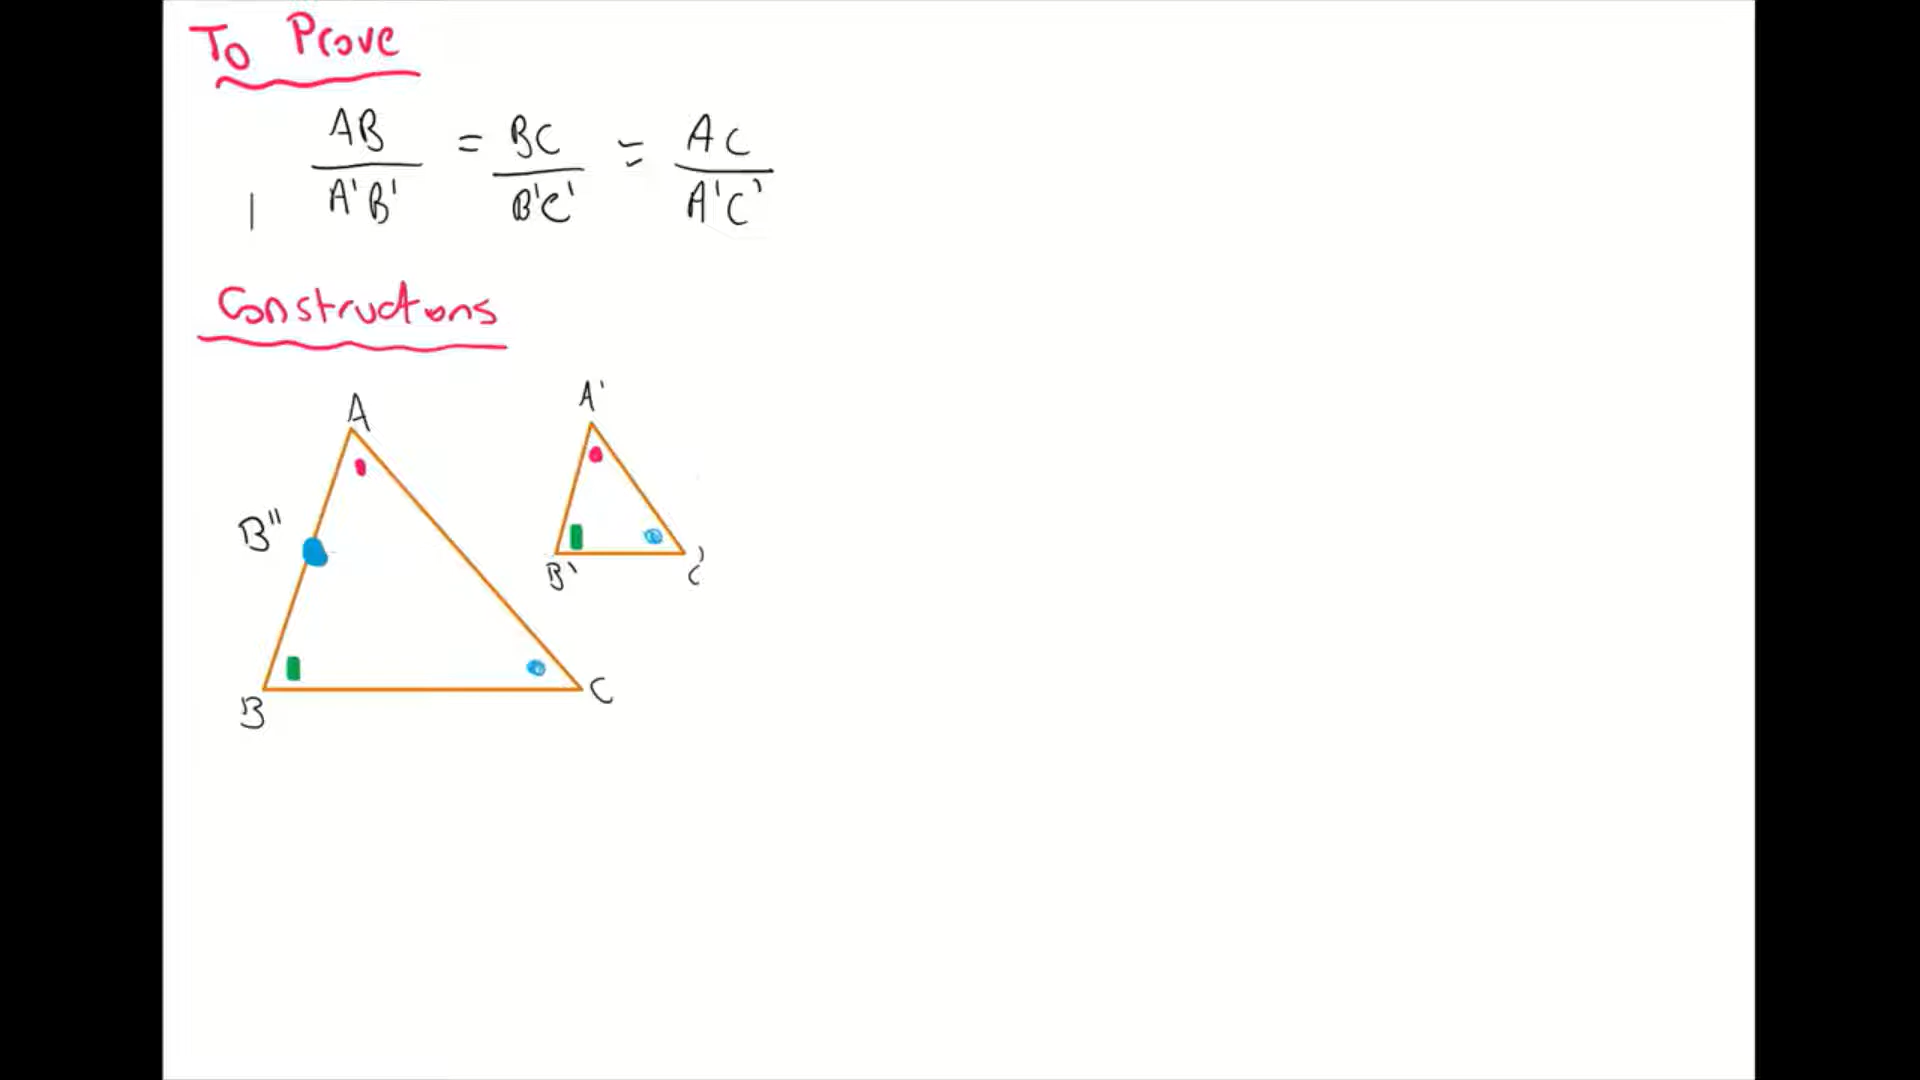 To Prove
AB = BC = AC
A'B' B'C' A'C'
Constructions
A A'
B"
B' C'
B C